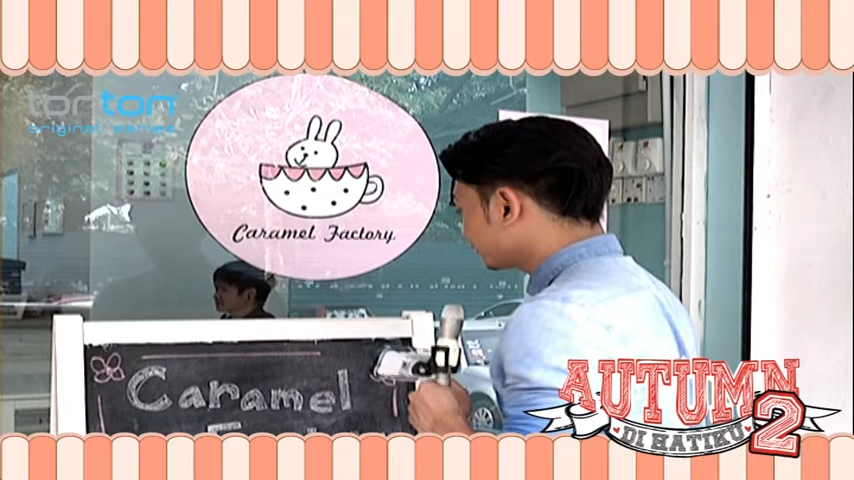 tonton
original series
Caramel Factory
Caramel
AUTUMN
DI HATIKU
2